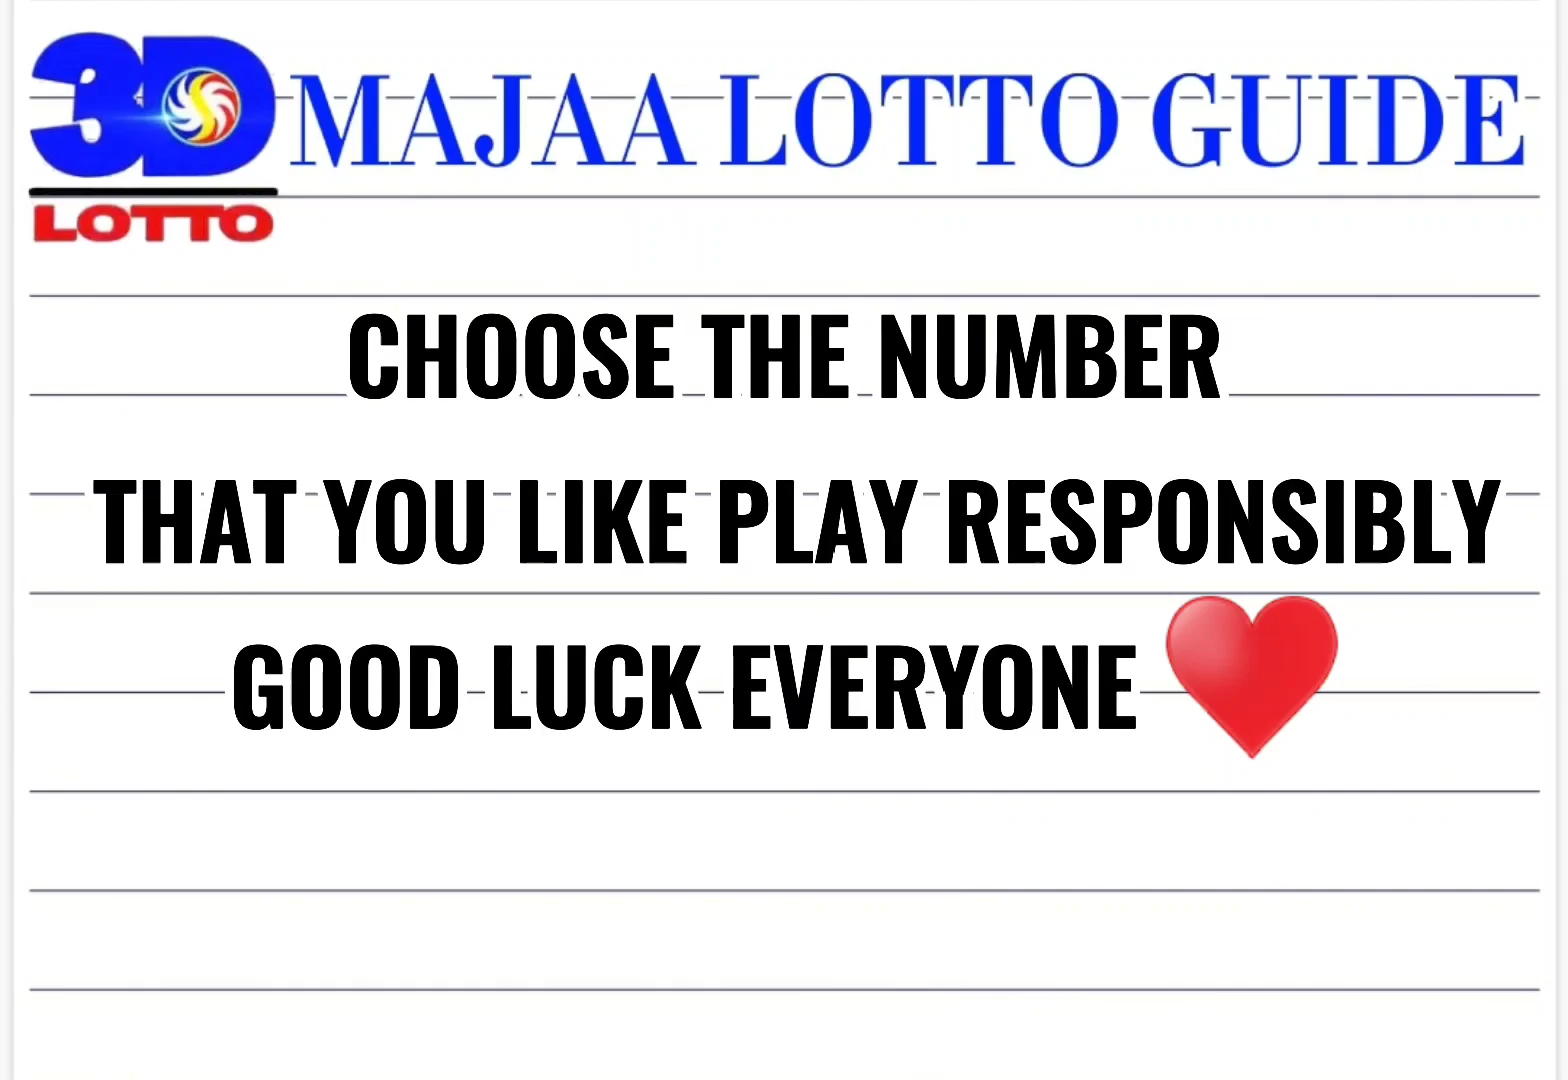 3D MAJAA LOTTO GUIDE
LOTTO
CHOOSE THE NUMBER
THAT YOU LIKE PLAY RESPONSIBLY
GOOD LUCK EVERYONE